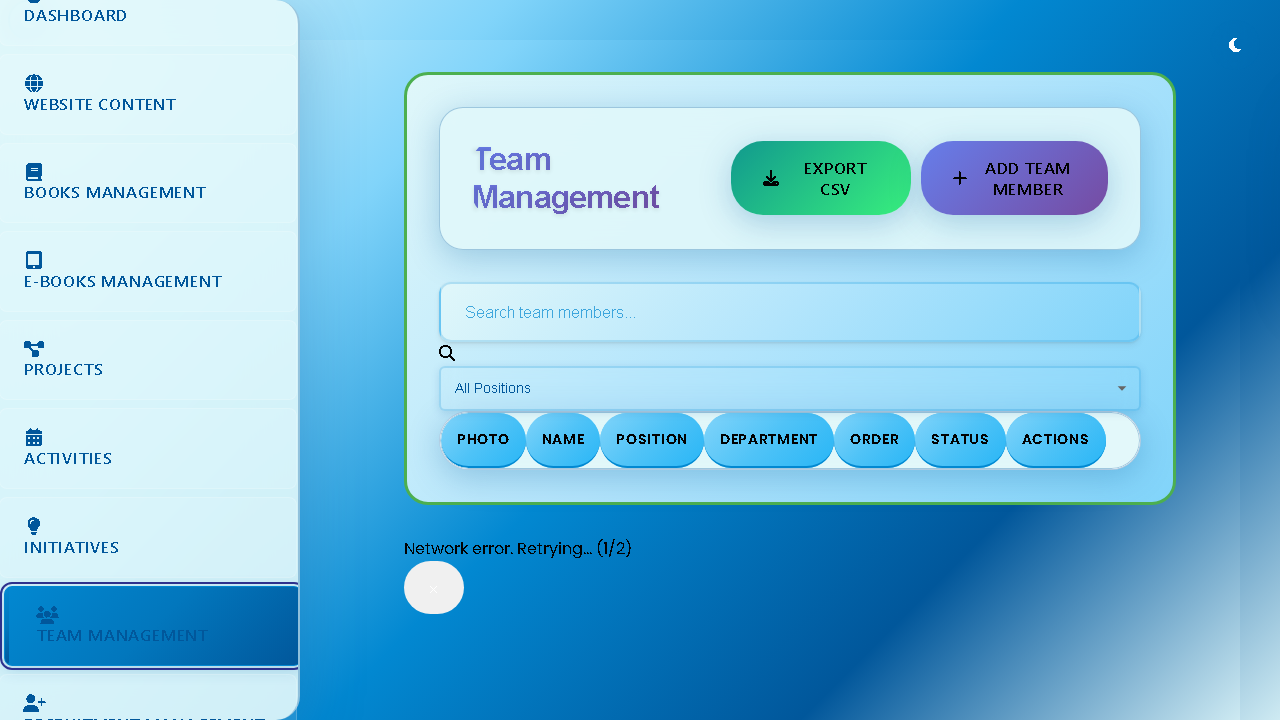 DASHBOARD
WEBSITE CONTENT
BOOKS MANAGEMENT
E-BOOKS MANAGEMENT
PROJECTS
ACTIVITIES
INITIATIVES
TEAM MANAGEMENT
Team
Management
EXPORT
CSV
ADD TEAM
MEMBER
Search team members...
All Positions
PHOTO NAME POSITION DEPARTMENT ORDER STATUS ACTIONS
Network error. Retrying... (1/2)
×